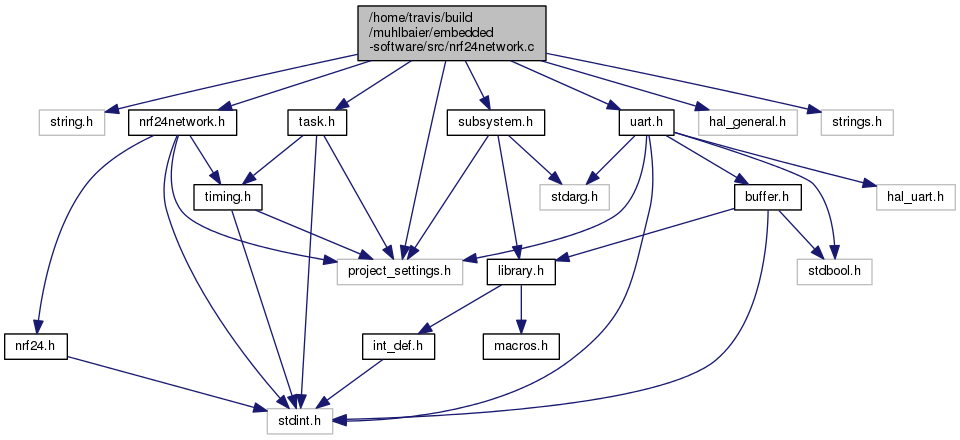 /home/travis/build
/muhlbaier/embedded
-software/src/nrf24network.c
string.h
nrf24network.h
task.h
subsystem.h
uart.h
hal_general.h
strings.h
timing.h
stdarg.h
buffer.h
hal_uart.h
project_settings.h
library.h
stdbool.h
nrf24.h
int_def.h
macros.h
stdint.h